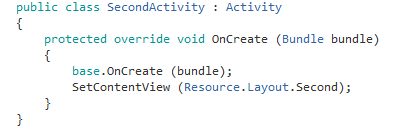 public class SecondActivity : Activity
{
    protected override void OnCreate (Bundle bundle)
    {
        base.OnCreate (bundle);
        SetContentView (Resource.Layout.Second);
    }
}